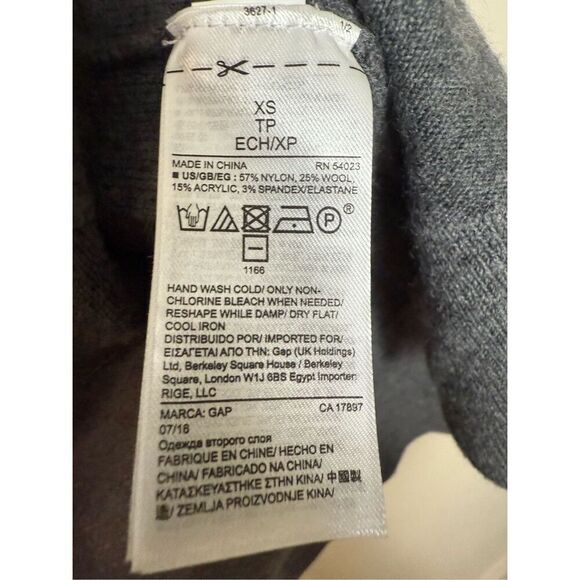 3627-1
1/2
XS
TP
ECH/XP
MADE IN CHINA RN 54023
■ US/GB/EG : 57% NYLON, 25% WOOL,
15% ACRYLIC, 3% SPANDEX/ELASTANE
P ®
1166
HAND WASH COLD/ ONLY NON-
CHLORINE BLEACH WHEN NEEDED/
RESHAPE WHILE DAMP/ DRY FLAT/
COOL IRON
DISTRIBUIDO POR/ IMPORTED FOR/
ΕΙΣΑΓΕΤΑΙ ΑΠΟ ΤΗΝ: Gap (UK Holdings)
Ltd, Berkeley Square House / Berkeley
Square, London W1J 6BS Egypt Importer:
RIGE, LLC
MARCA: GAP CA 17897
07/16
Одежда второго слоя
FABRIQUE EN CHINE/ HECHO EN
CHINA/ FABRICADO NA CHINA/
ΚΑΤΑΣΚΕΥΑΣΤΗΚΕ ΣΤΗΝ ΚΙΝΑ/ 中國製
造/ ZEMLJA PROIZVODNJE KINA/